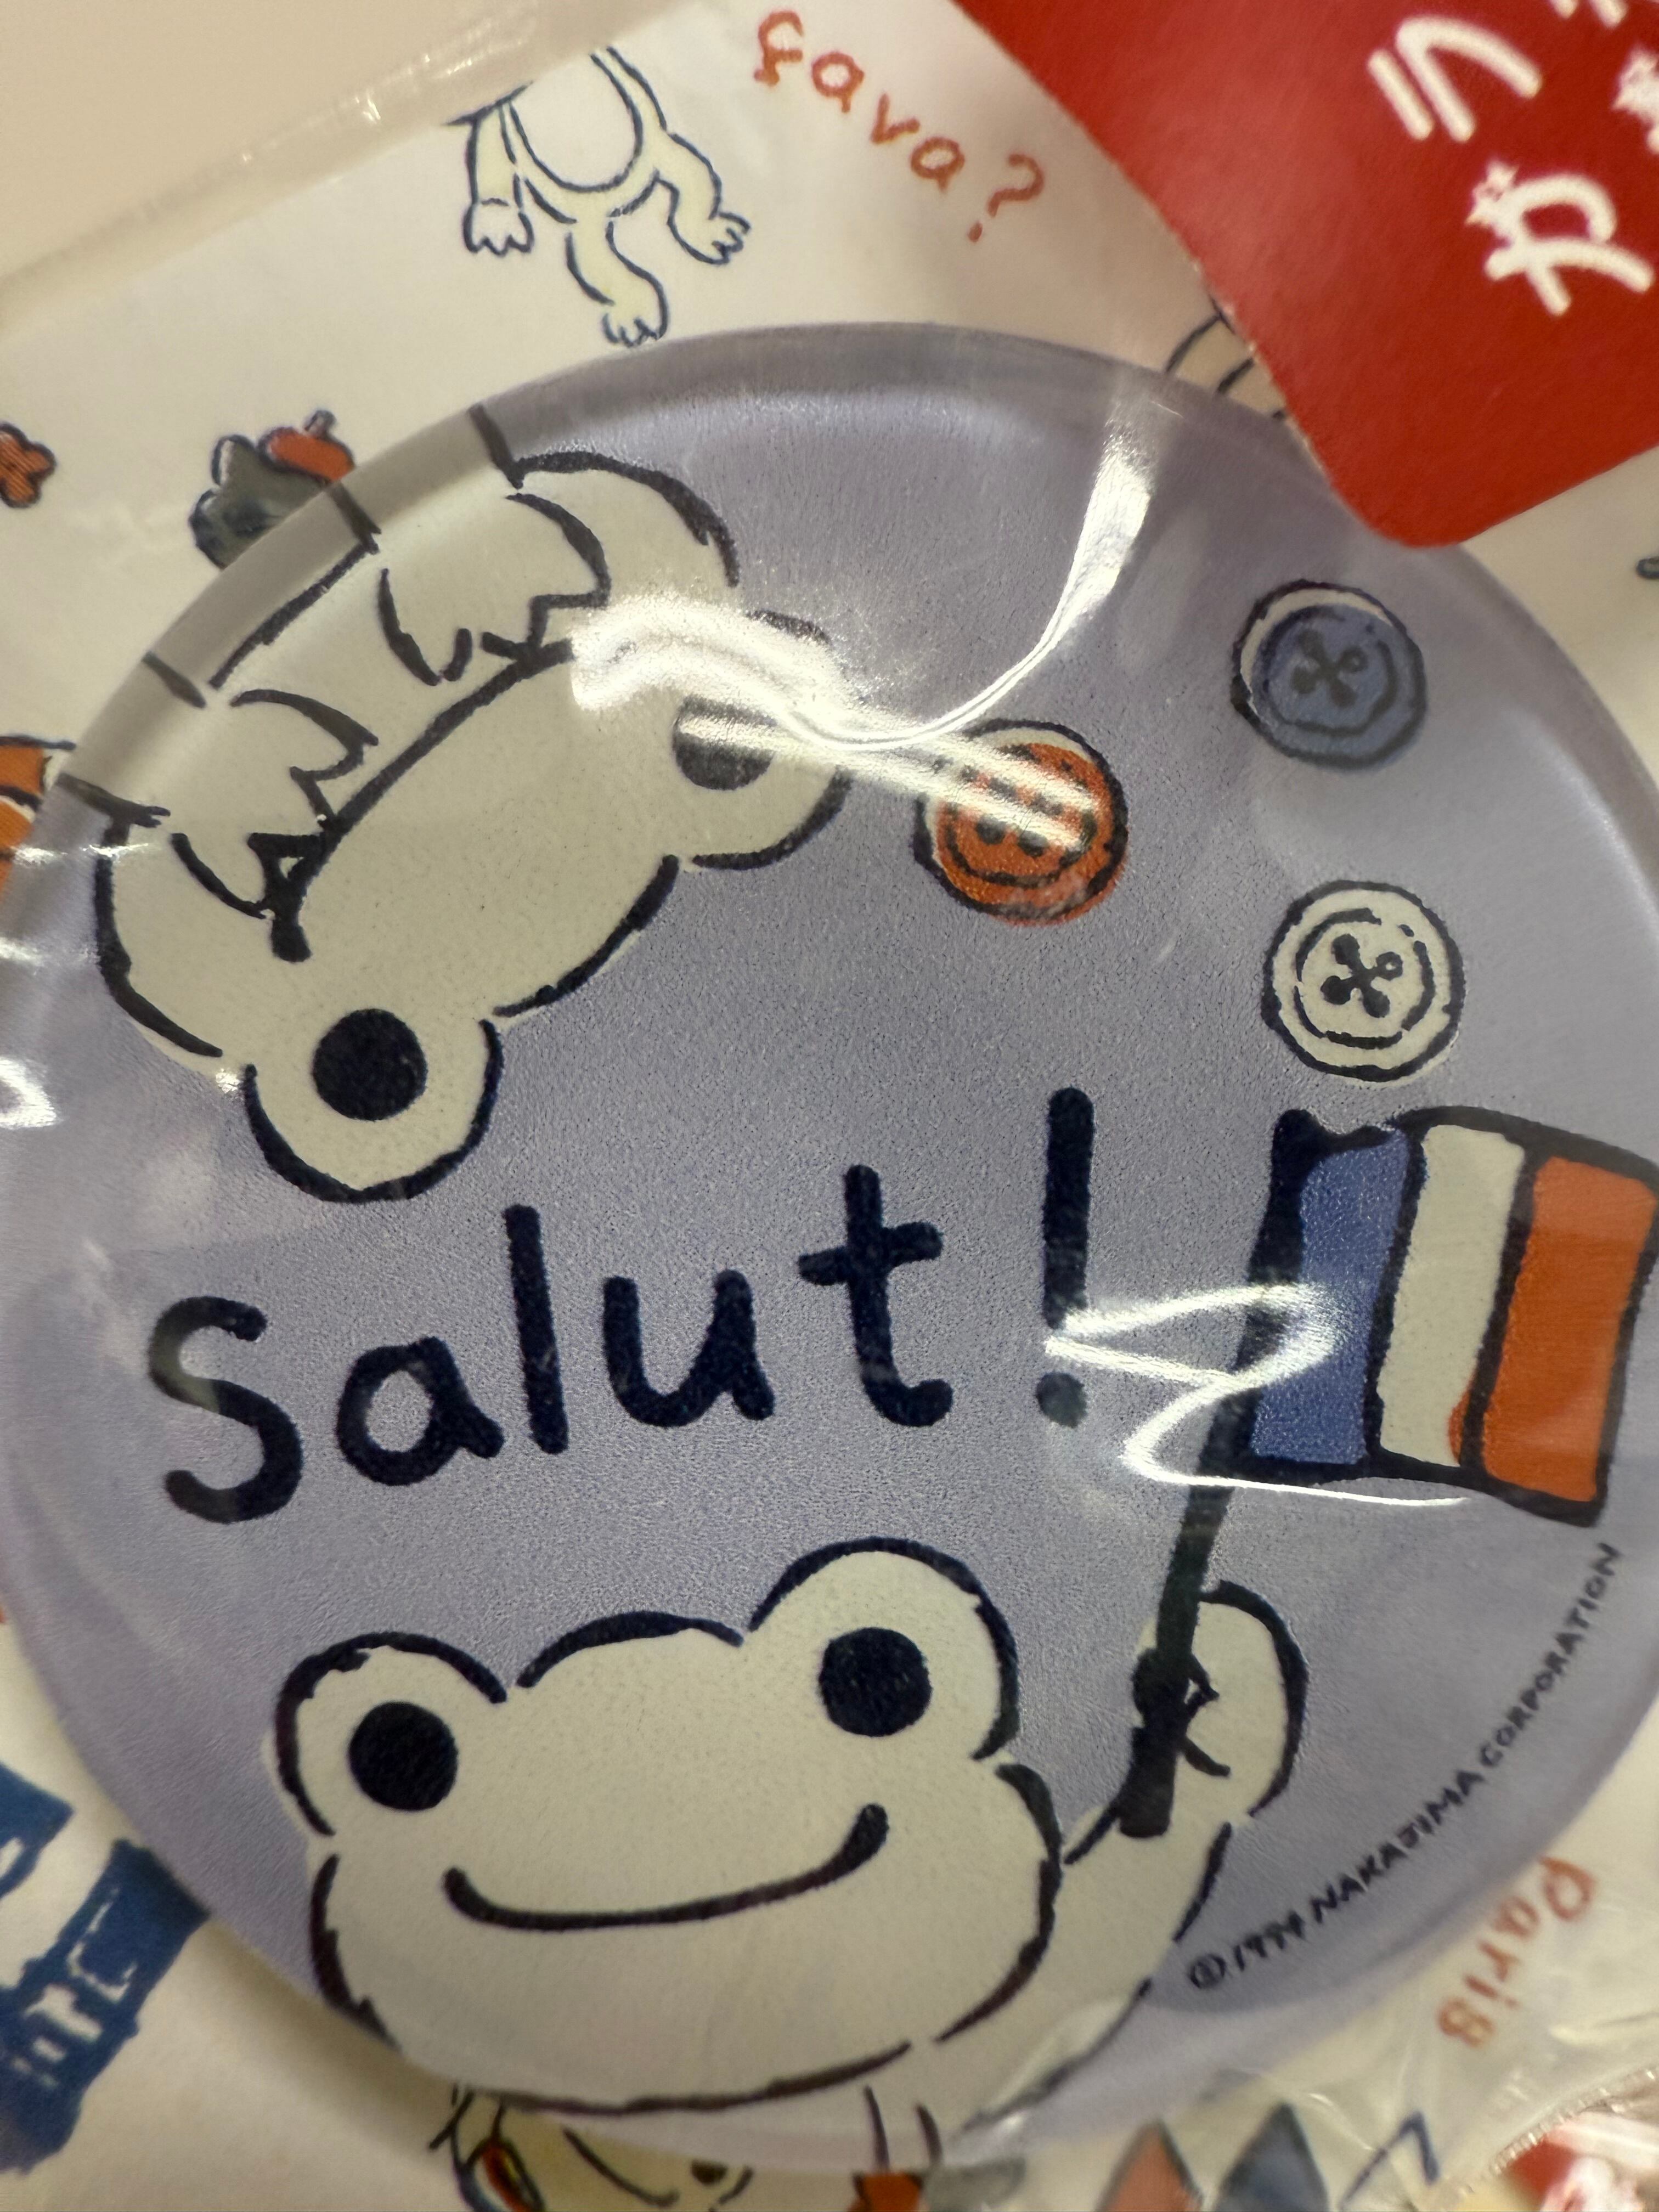 ça va?
Salut!
©1994 NAKAJIMA CORPORATION
Paris